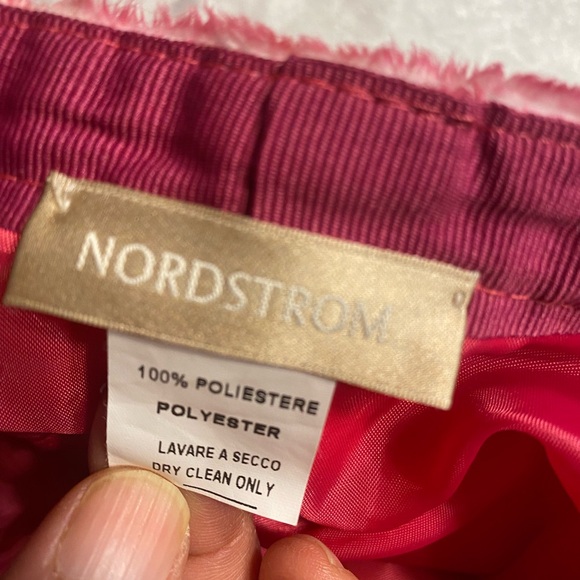 NORDSTROM
100% POLIESTERE
POLYESTER
LAVARE A SECCO
DRY CLEAN ONLY